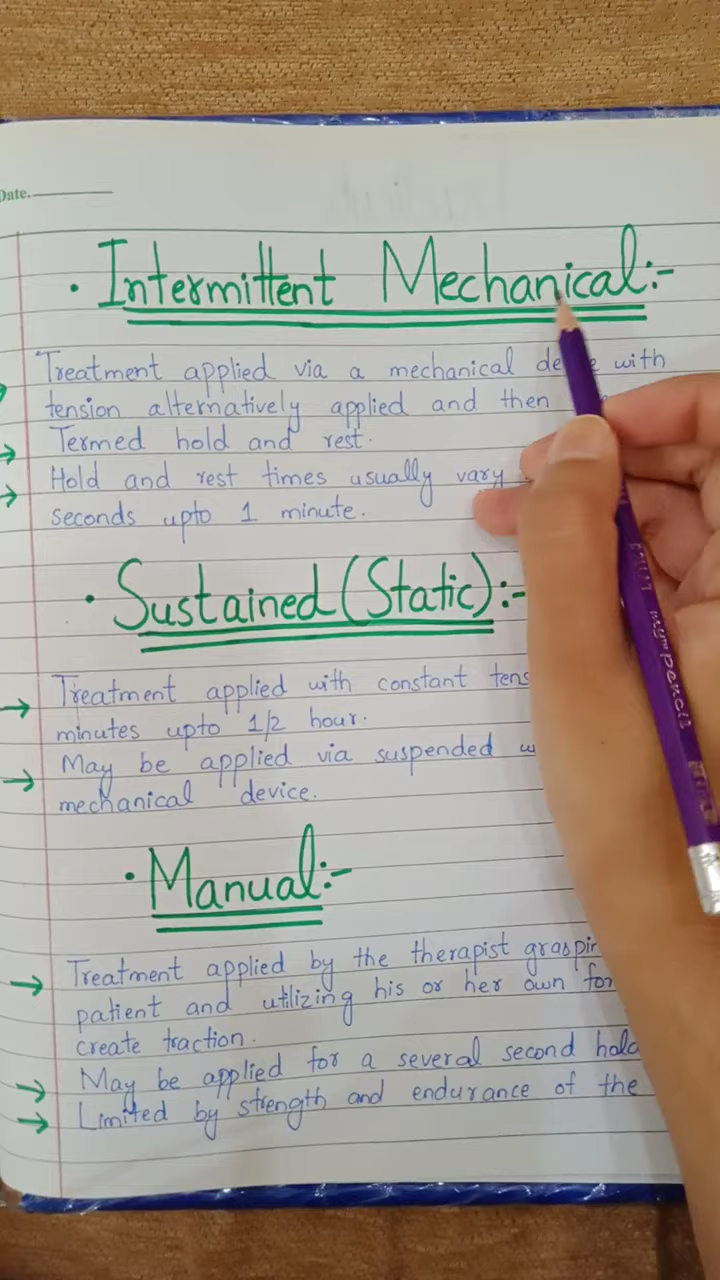 Date.
• Intermittent Mechanical:-
Treatment applied via a mechanical with
tension alternatively applied and then
→ Termed hold and rest.
→ Hold and rest times usually vary
seconds upto 1 minute.
• Sustained (Static):-
→ Treatment applied with constant
minutes upto 1/2 hour.
→ May be applied via suspended
mechanical device.
• Manual:-
→ Treatment applied by the therapist
patient and utilizing his or her own
create traction.
→ May be applied for a several second
→ Limited by strength and endurance of the
my pencil